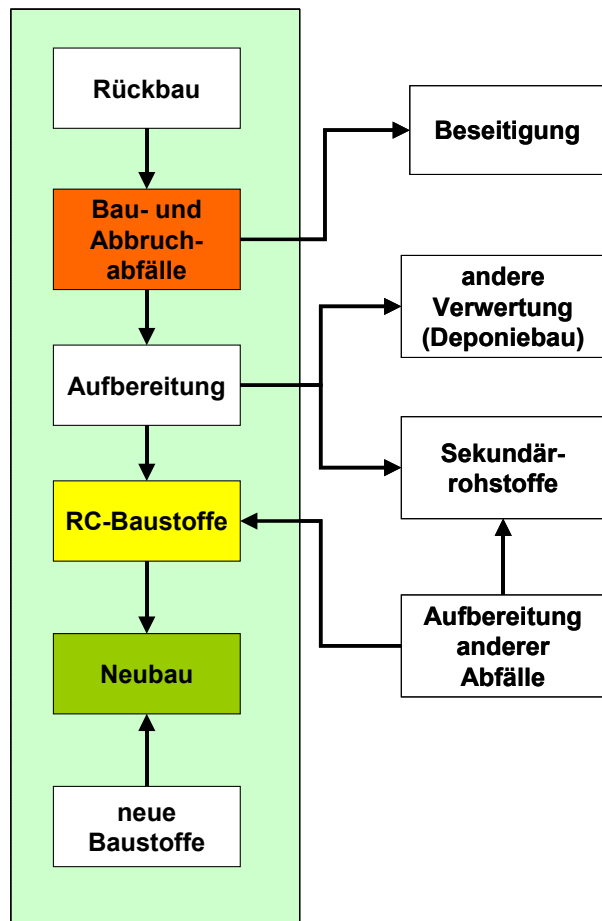 Rückbau
Bau- und
Abbruch-
abfälle
Aufbereitung
RC-Baustoffe
Neubau
neue
Baustoffe
Beseitigung
andere
Verwertung
(Deponiebau)
Sekundär-
rohstoffe
Aufbereitung
anderer
Abfälle